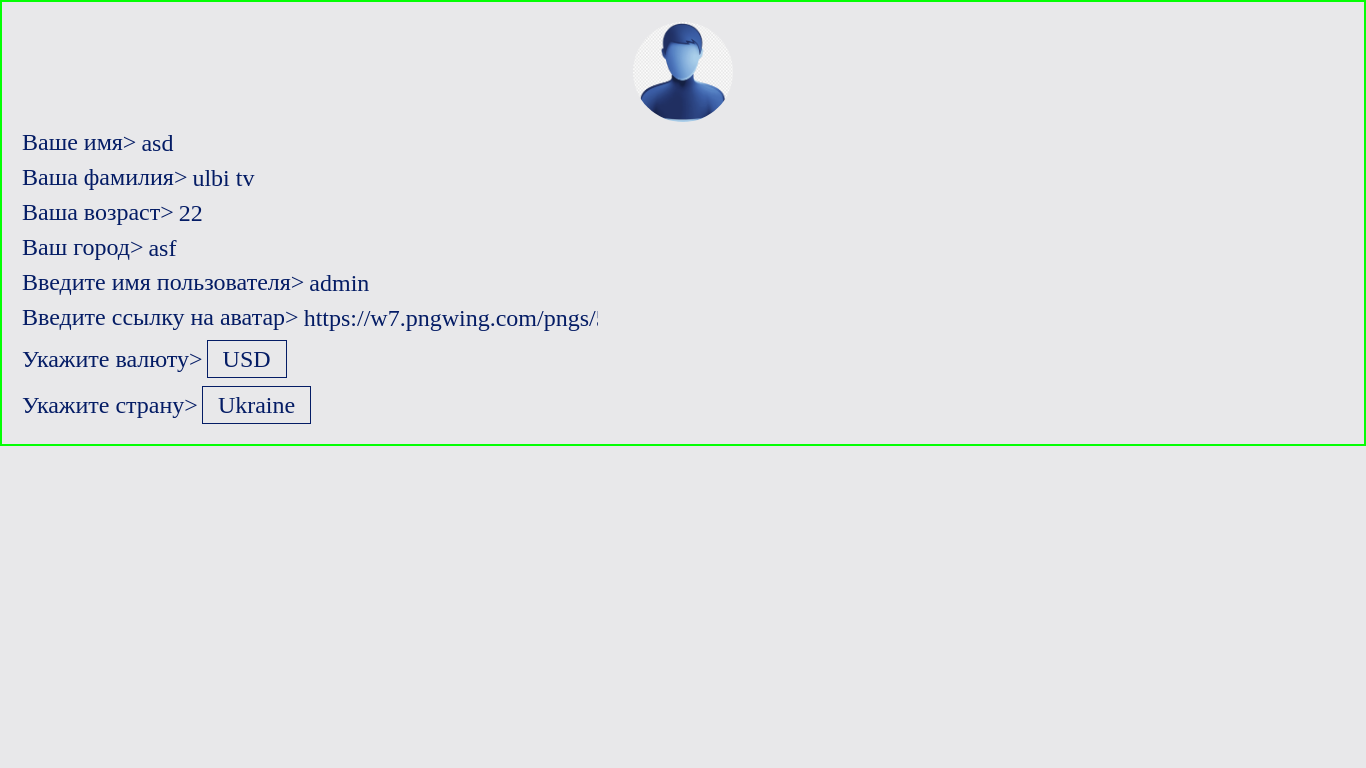 Ваше имя> asd
Ваша фамилия> ulbi tv
Ваша возраст> 22
Ваш город> asf
Введите имя пользователя> admin
Введите ссылку на аватар> https://w7.pngwing.com/pngs/
Укажите валюту> USD
Укажите страну> Ukraine